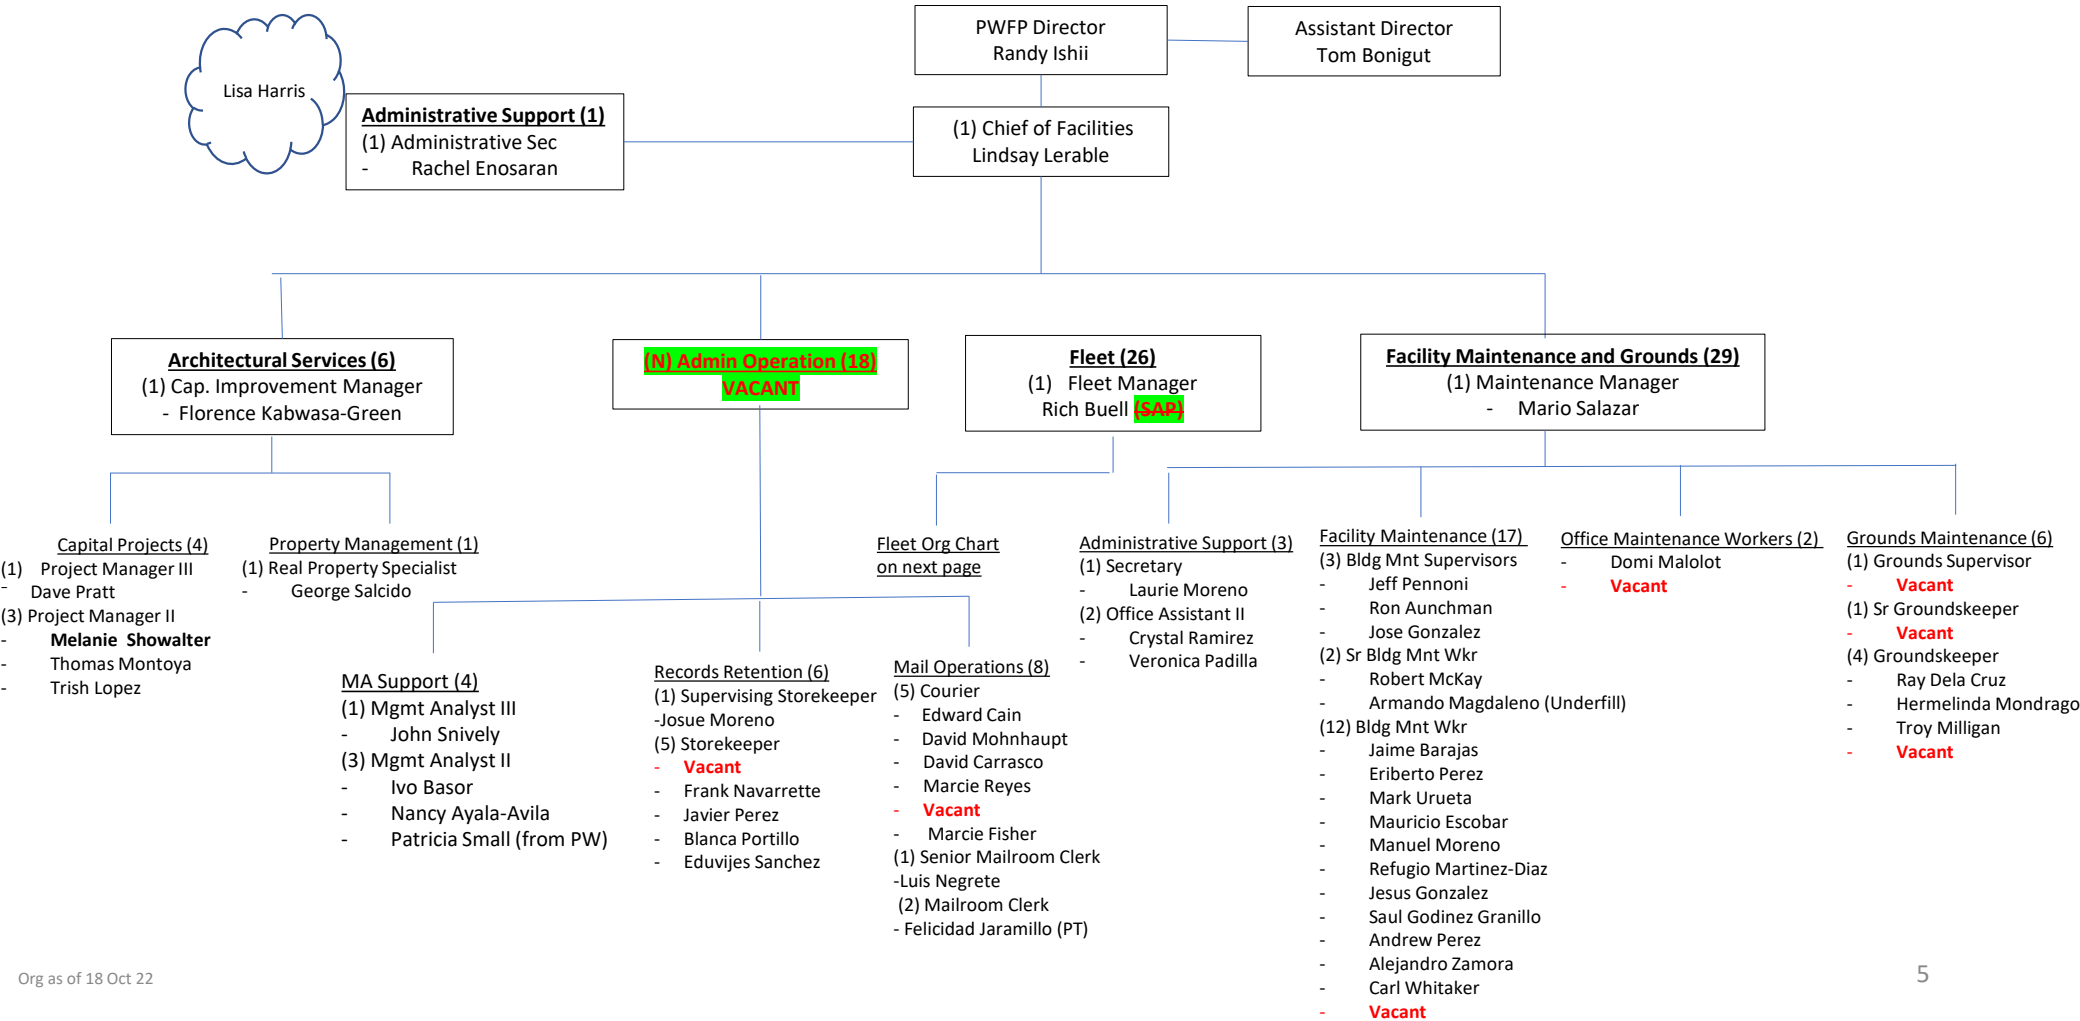 PWFP Director
Randy Ishii
Assistant Director
Tom Bonigut
Lisa Harris
Administrative Support (1)
(1) Administrative Sec
- Rachel Enosaran
(1) Chief of Facilities
Lindsay Lerable
Architectural Services (6)
(1) Cap. Improvement Manager
- Florence Kabwasa-Green
(N) Admin Operation (18)
VACANT
Fleet (26)
(1) Fleet Manager
Rich Buell (SAP)
Facility Maintenance and Grounds (29)
(1) Maintenance Manager
- Mario Salazar
Capital Projects (4)
(1) Project Manager III
- Dave Pratt
(3) Project Manager II
- Melanie Showalter
- Thomas Montoya
- Trish Lopez
Property Management (1)
(1) Real Property Specialist
- George Salcido
MA Support (4)
(1) Mgmt Analyst III
- John Snively
(3) Mgmt Analyst II
- Ivo Basor
- Nancy Ayala-Avila
- Patricia Small (from PW)
Records Retention (6)
(1) Supervising Storekeeper
-Josue Moreno
(5) Storekeeper
- Vacant
- Frank Navarrette
- Javier Perez
- Blanca Portillo
- Eduvijes Sanchez
Mail Operations (8)
(5) Courier
- Edward Cain
- David Mohnhaupt
- David Carrasco
- Marcie Reyes
- Vacant
- Marcie Fisher
(1) Senior Mailroom Clerk
-Luis Negrete
(2) Mailroom Clerk
- Felicidad Jaramillo (PT)
Fleet Org Chart
on next page
Administrative Support (3)
(1) Secretary
- Laurie Moreno
(2) Office Assistant II
- Crystal Ramirez
- Veronica Padilla
Facility Maintenance (17)
(3) Bldg Mnt Supervisors
- Jeff Pennoni
- Ron Aunchman
- Jose Gonzalez
(2) Sr Bldg Mnt Wkr
- Robert McKay
- Armando Magdaleno (Underfill)
(12) Bldg Mnt Wkr
- Jaime Barajas
- Eriberto Perez
- Mark Urueta
- Mauricio Escobar
- Manuel Moreno
- Refugio Martinez-Diaz
- Jesus Gonzalez
- Saul Godinez Granillo
- Andrew Perez
- Alejandro Zamora
- Carl Whitaker
- Vacant
Office Maintenance Workers (2)
- Domi Malolot
- Vacant
Grounds Maintenance (6)
(1) Grounds Supervisor
- Vacant
(1) Sr Groundskeeper
- Vacant
(4) Groundskeeper
- Ray Dela Cruz
- Hermelinda Mondrago
- Troy Milligan
- Vacant
Org as of 18 Oct 22
5